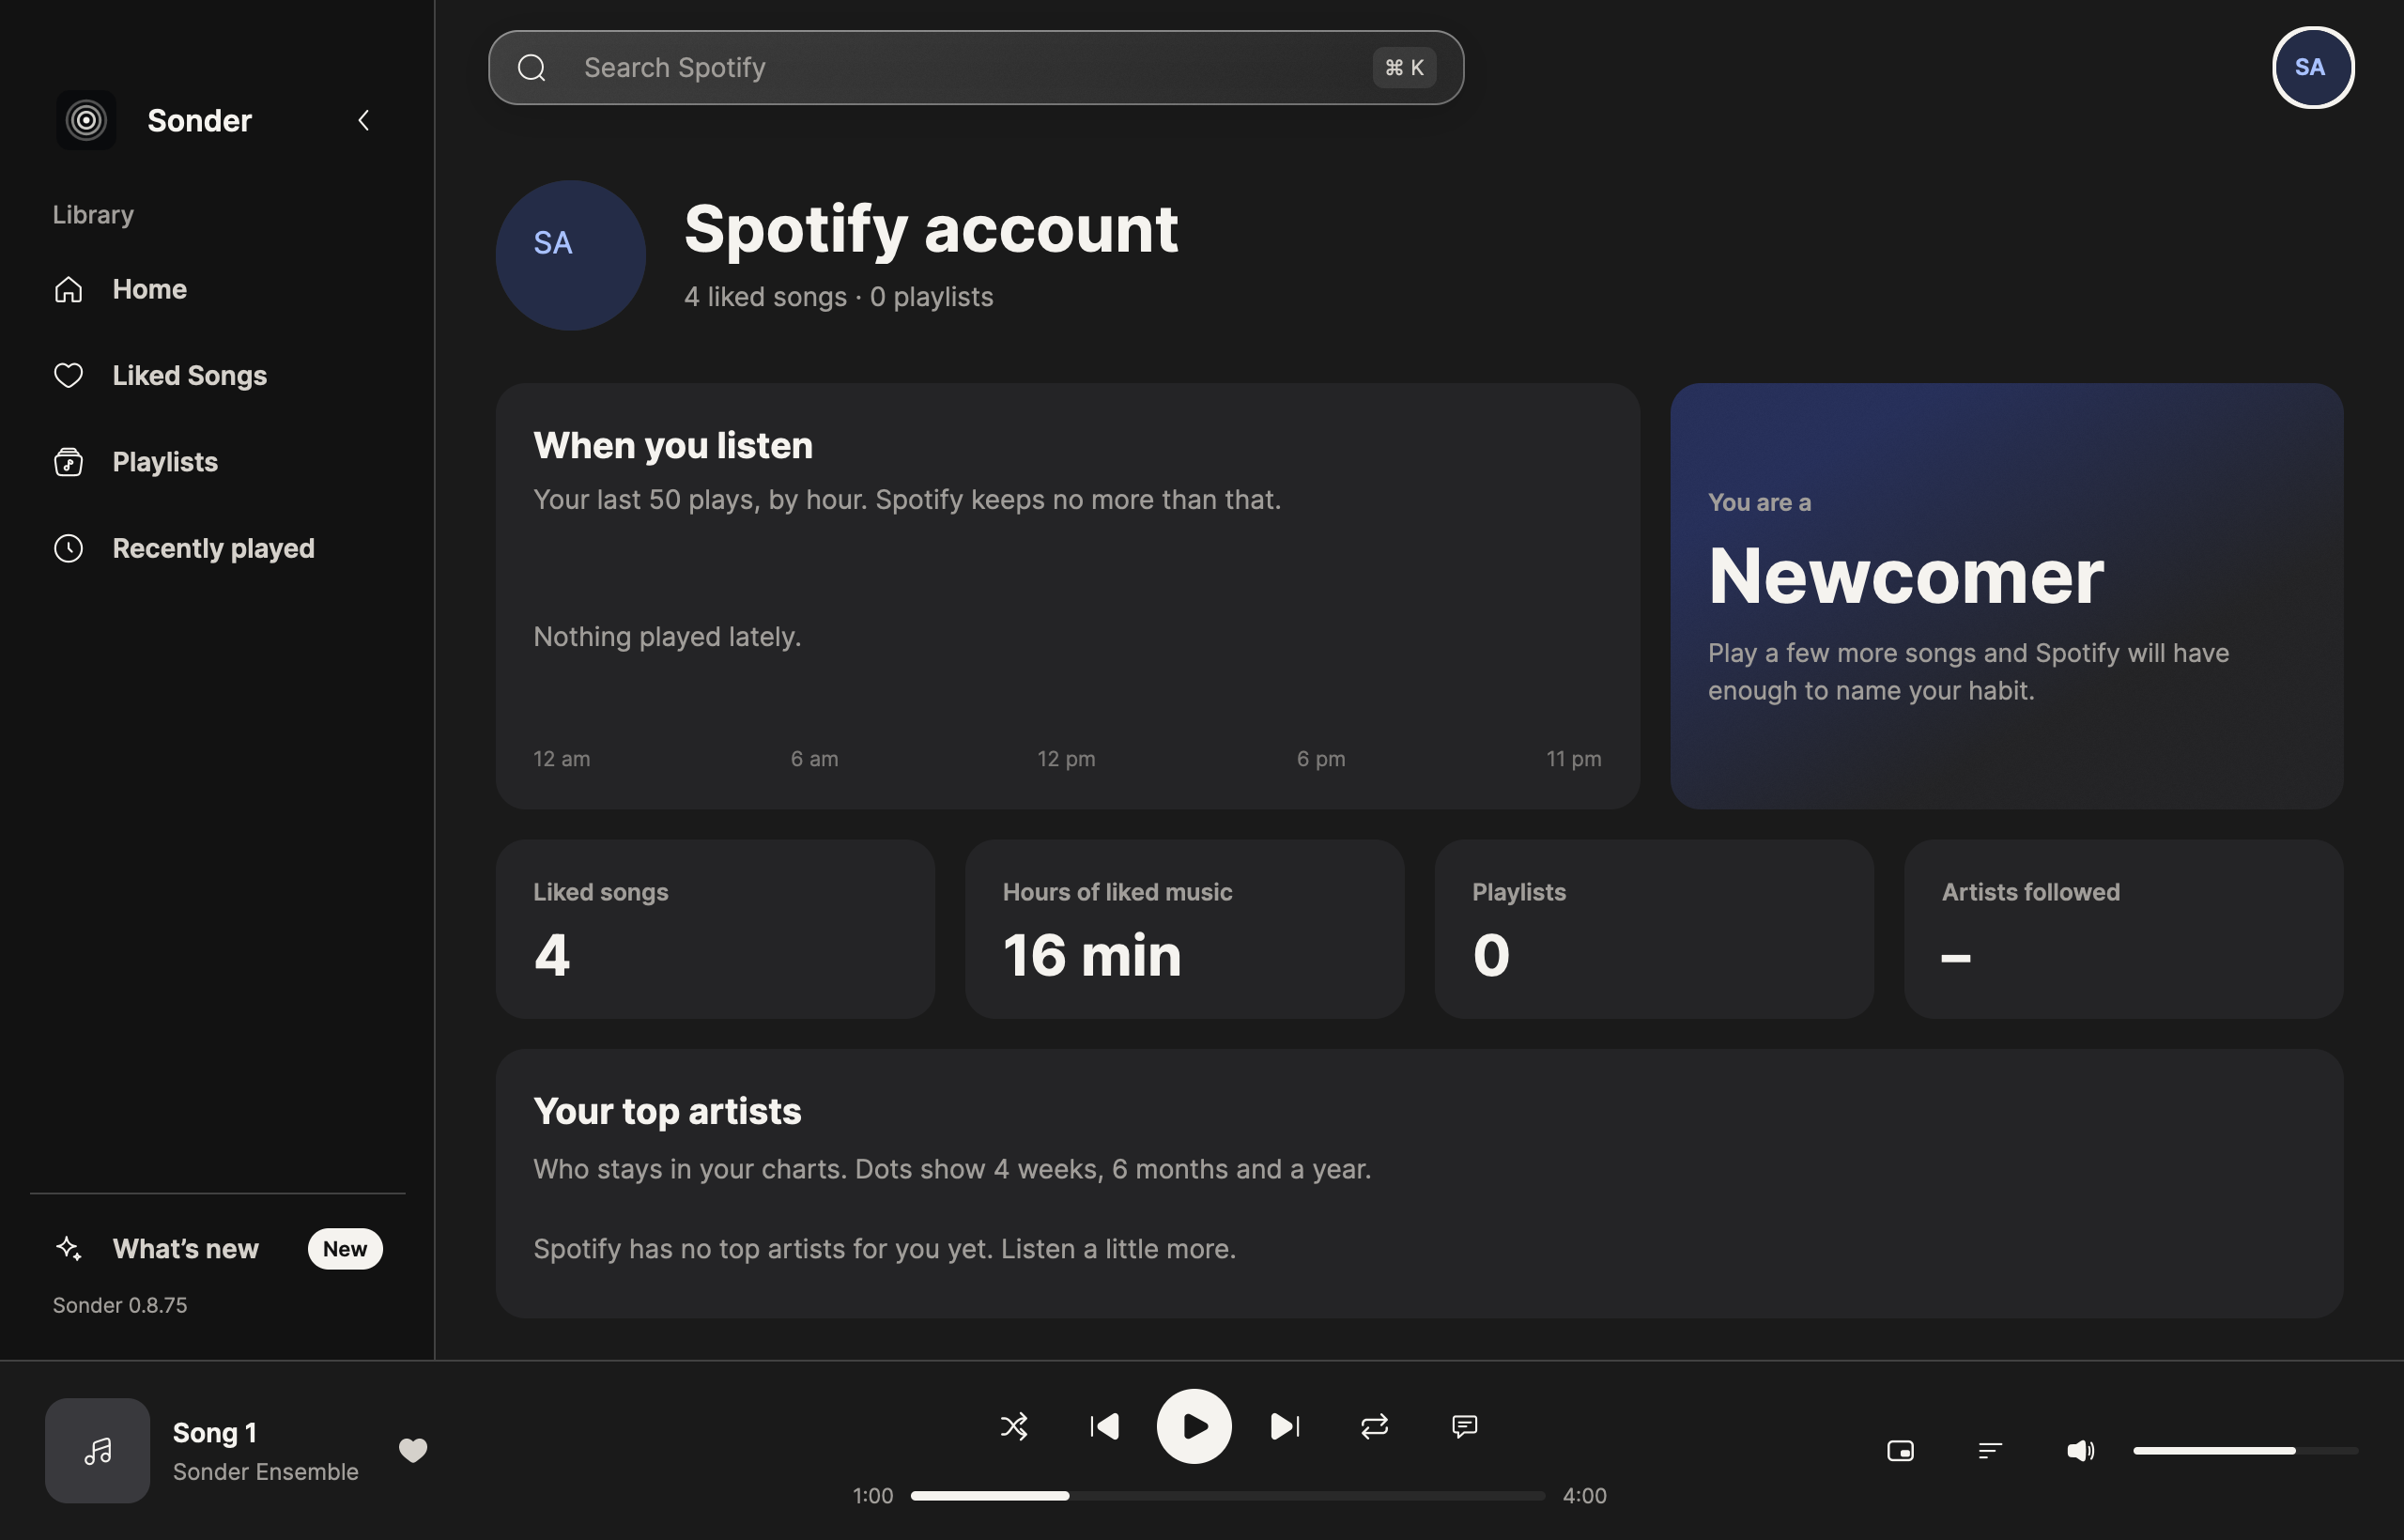 Search Spotify
⌘ K
SA
Sonder
Library
Home
Liked Songs
Playlists
Recently played
What’s new
New
Sonder 0.8.75
SA
Spotify account
4 liked songs · 0 playlists
When you listen
Your last 50 plays, by hour. Spotify keeps no more than that.
Nothing played lately.
12 am
6 am
12 pm
6 pm
11 pm
You are a
Newcomer
Play a few more songs and Spotify will have
enough to name your habit.
Liked songs
4
Hours of liked music
16 min
Playlists
0
Artists followed
–
Your top artists
Who stays in your charts. Dots show 4 weeks, 6 months and a year.
Spotify has no top artists for you yet. Listen a little more.
Song 1
Sonder Ensemble
1:00
4:00